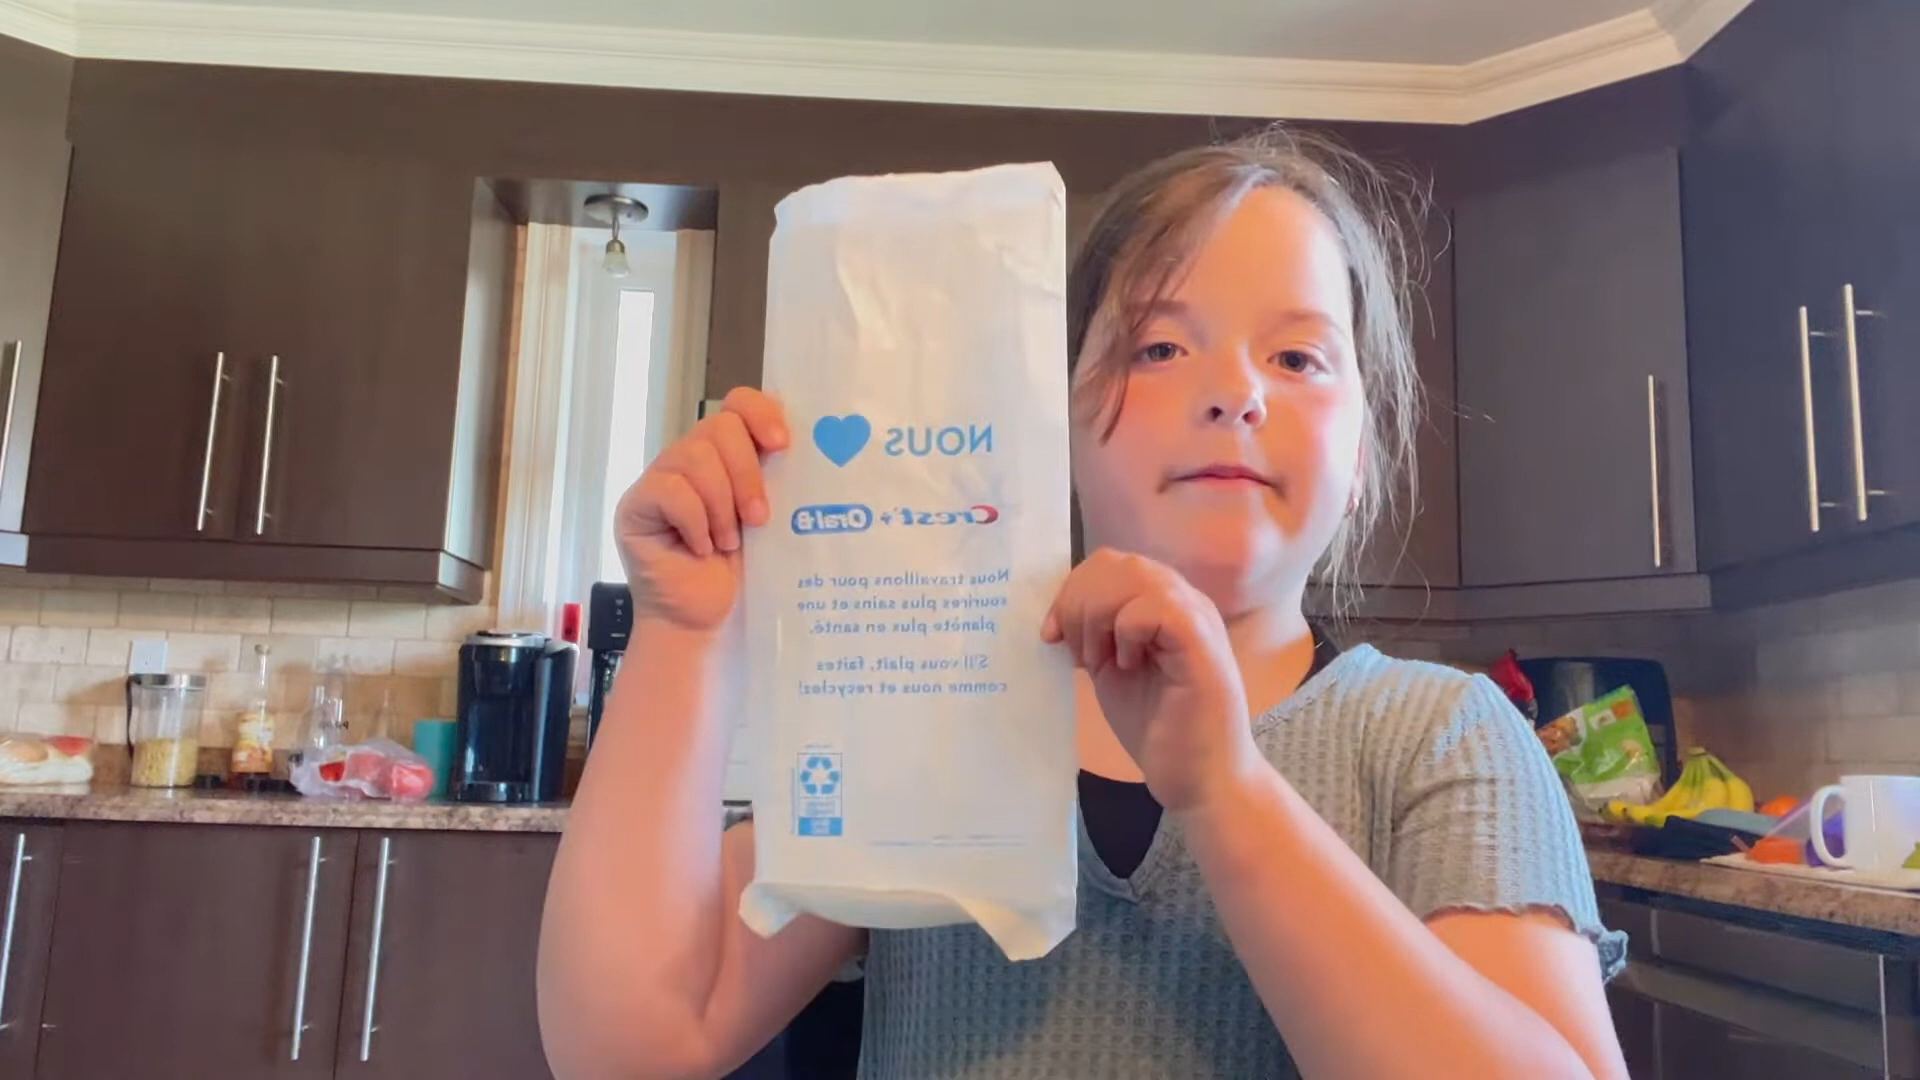 NOUS
Crest + Oral-B
Nous travaillons pour des
sourires plus sains et une
planète plus en santé.
S'il vous plaît, faites
comme nous et recyclez!